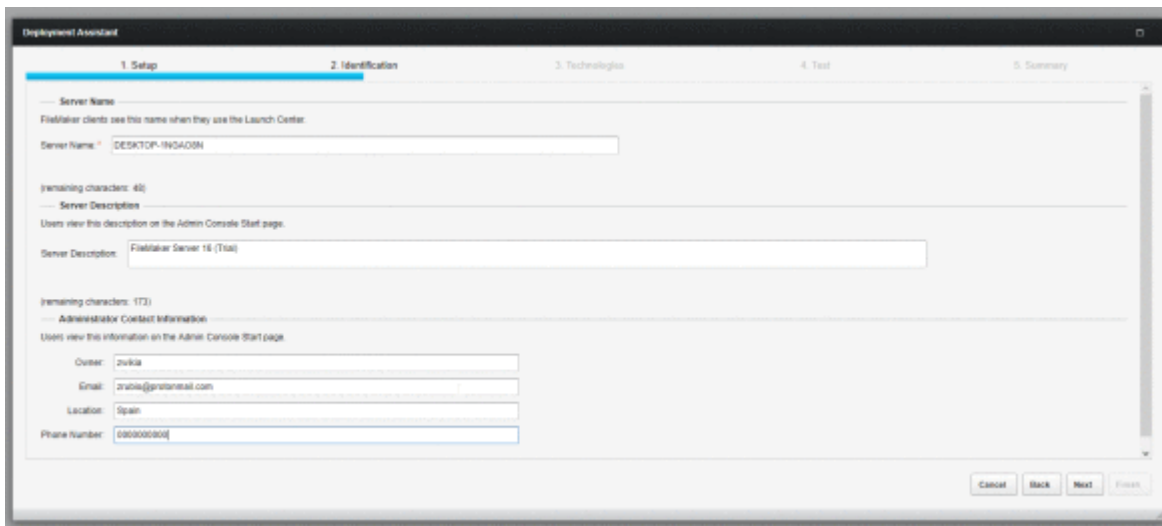 Deployment Assistant
1. Setup 2. Identification 3. Technologies 4. Test 5. Summary
Server Name
FileMaker clients see this name when they use the Launch Center.
Server Name: *
(remaining characters: 48)
Server Description
Users view this description on the Admin Console Start page.
Server Description: FileMaker Server 16 (Trial)
(remaining characters: 173)
Administrator Contact Information
Users view this information on the Admin Console Start page.
Owner:
Email:
Location: Spain
Phone Number: 0000000000
Cancel Back Next Finish